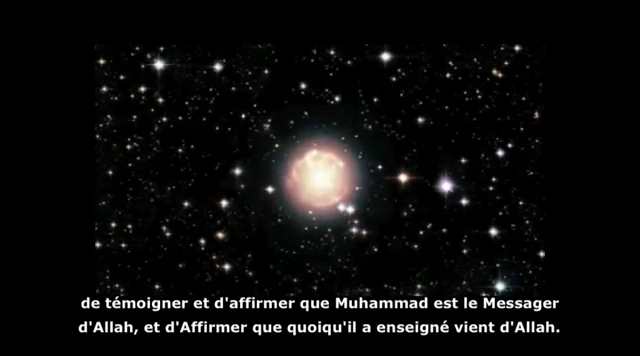 de témoigner et d'affirmer que Muhammad est le Messager
d'Allah, et d'Affirmer que quoiqu'il a enseigné vient d'Allah.